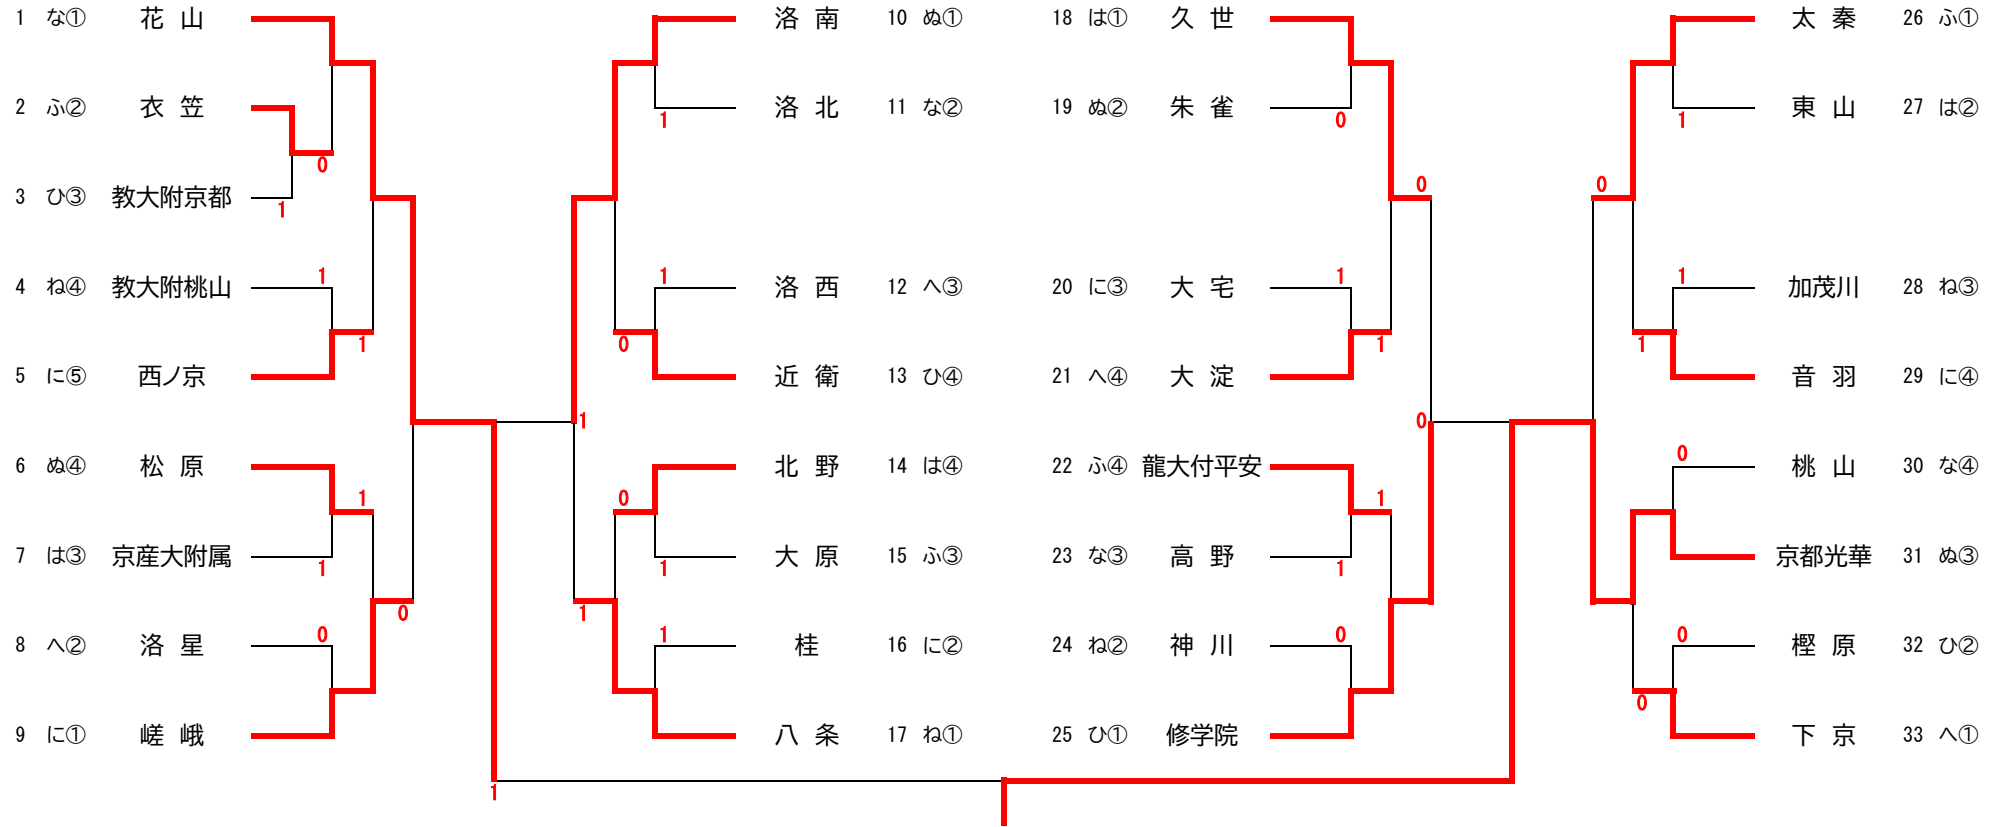 1 な① 花 山 洛 南 10 ぬ① 18 は① 久 世 太 秦 26 ふ①
2 ふ② 衣 笠 洛 北 11 な② 19 ぬ② 朱 雀 東 山 27 は②
1 0 1
0
3 ひ③ 教大附京都
0 0
1
4 ね④ 教大附桃山 1 1 洛 西 12 へ③ 20 に③ 大 宅 1 1 加茂川 28 ね③
1 0 1 1
5 に⑤ 西ノ京 近 衛 13 ひ④ 21 へ④ 大 淀 音 羽 29 に④
1 0
6 ぬ④ 松 原 北 野 14 は④ 22 ふ④ 龍大付平安 0 桃 山 30 な④
1 0 1
7 は③ 京産大附属 大 原 15 ふ③ 23 な③ 高 野 京都光華 31 ぬ③
1 1 1
0 1
8 へ② 洛 星 0 1 桂 16 に② 24 ね② 神 川 0 0 樫 原 32 ひ②
0
9 に① 嵯 峨 八 条 17 ね① 25 ひ① 修学院 下 京 33 へ①
1